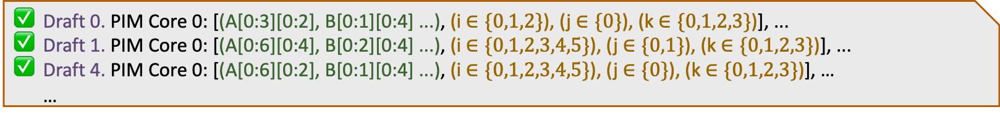 ✅ Draft 0. PIM Core 0: [(A[0:3][0:2], B[0:1][0:4] ...), (i ∈ {0,1,2}), (j ∈ {0}), (k ∈ {0,1,2,3})], ...
✅ Draft 1. PIM Core 0: [(A[0:6][0:4], B[0:2][0:4] ...), (i ∈ {0,1,2,3,4,5}), (j ∈ {0,1}), (k ∈ {0,1,2,3})], ...
✅ Draft 4. PIM Core 0: [(A[0:6][0:2], B[0:1][0:4] ...), (i ∈ {0,1,2,3,4,5}), (j ∈ {0}), (k ∈ {0,1,2,3})], ...
...